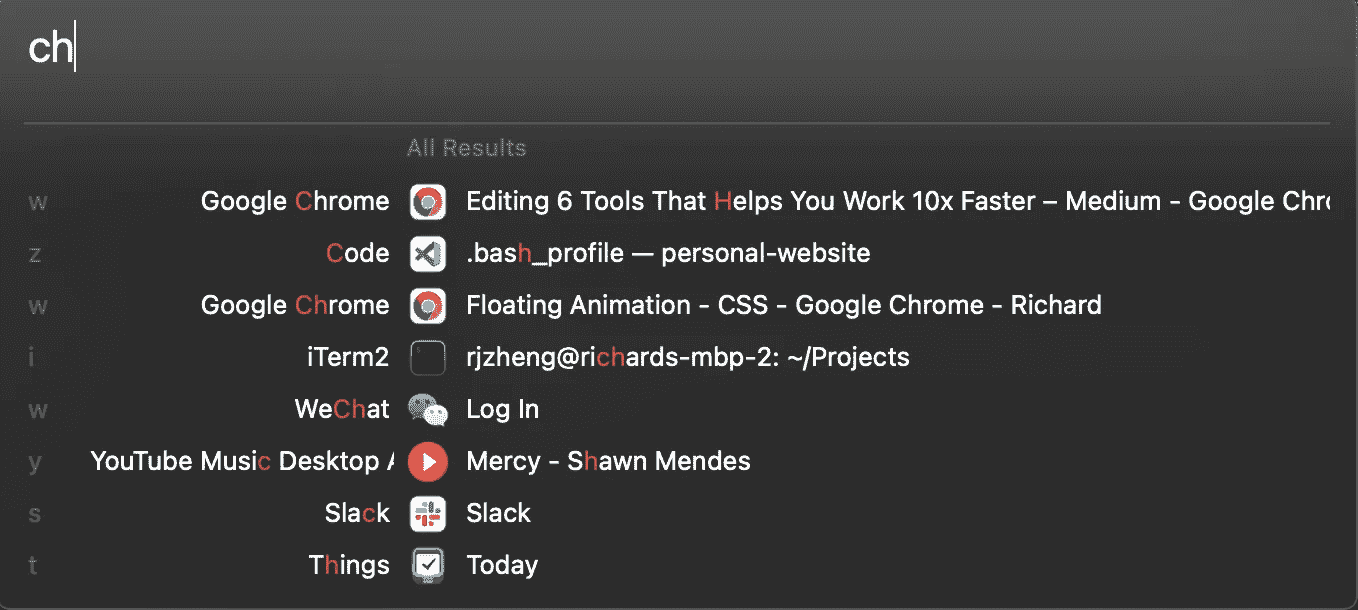 ch
All Results
w Google Chrome Editing 6 Tools That Helps You Work 10x Faster – Medium - Google Chro
z Code .bash_profile — personal-website
w Google Chrome Floating Animation - CSS - Google Chrome - Richard
i iTerm2 rjzheng@richards-mbp-2: ~/Projects
w WeChat Log In
y YouTube Music Desktop A Mercy - Shawn Mendes
s Slack Slack
t Things Today